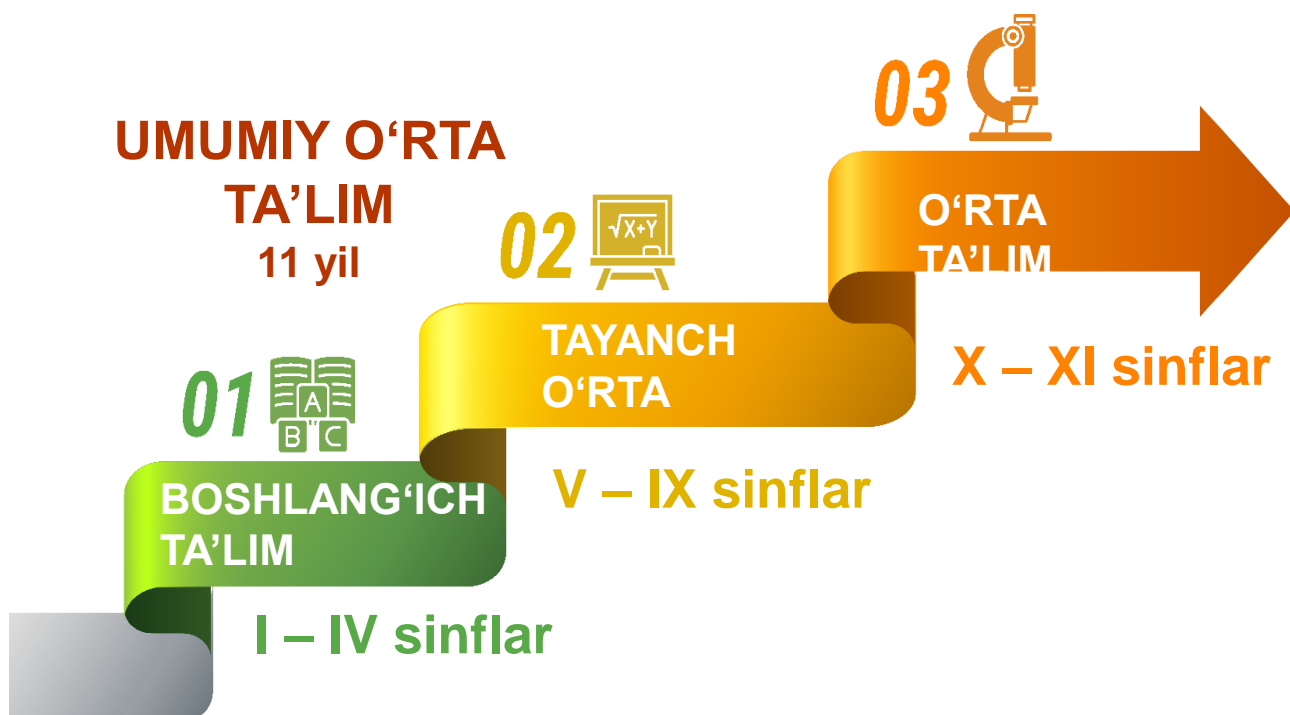 UMUMIY O‘RTA
TA’LIM
11 yil
01
A
B C
BOSHLANG‘ICH
TA’LIM
I – IV sinflar
02
√X+Y
TAYANCH
O‘RTA
V – IX sinflar
03
O‘RTA
TA’LIM
X – XI sinflar